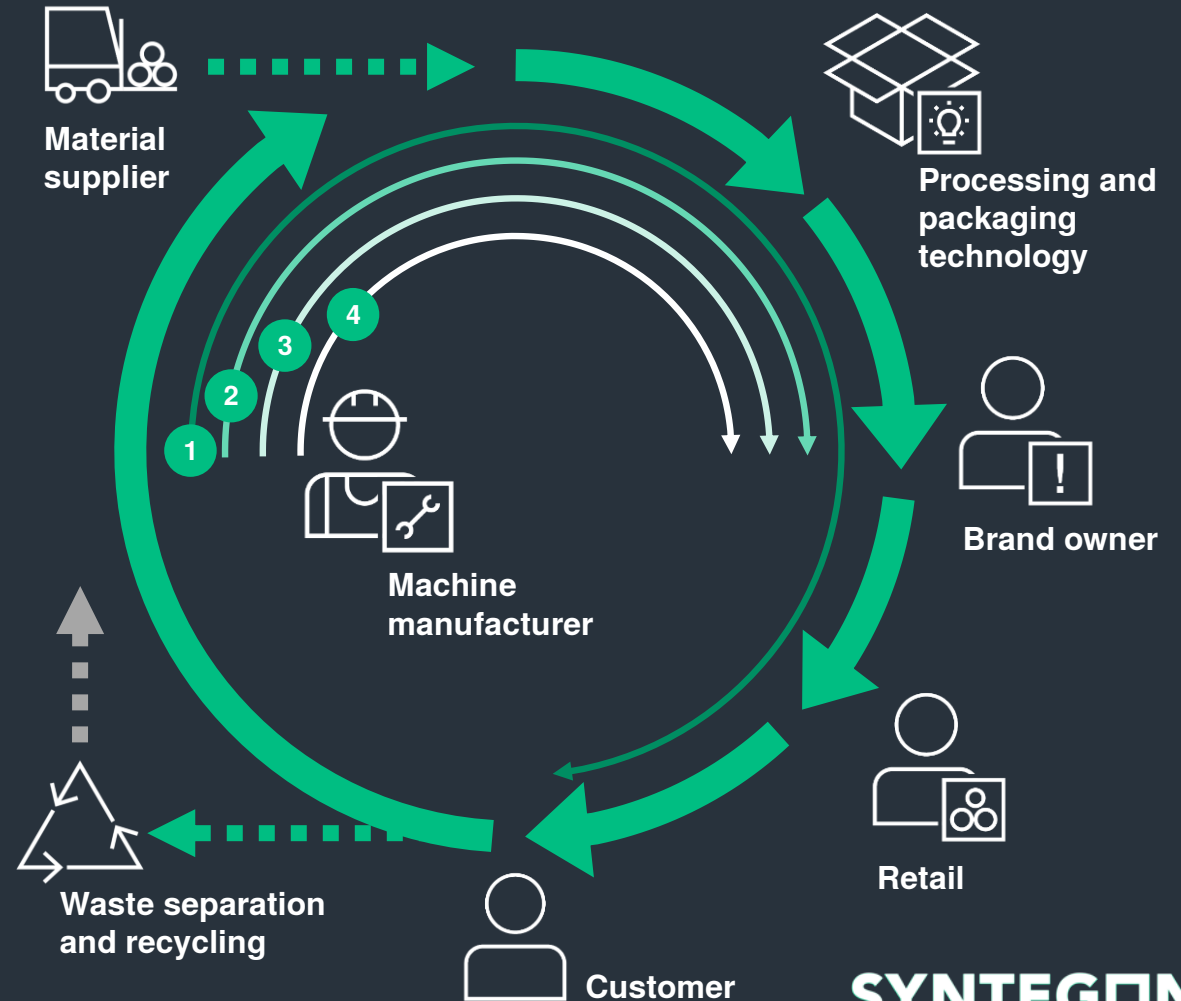 Material
supplier
Processing and
packaging
technology
4
3
2
1
!
Brand owner
Machine
manufacturer
Retail
Waste separation
and recycling
Customer
SYNTEGON